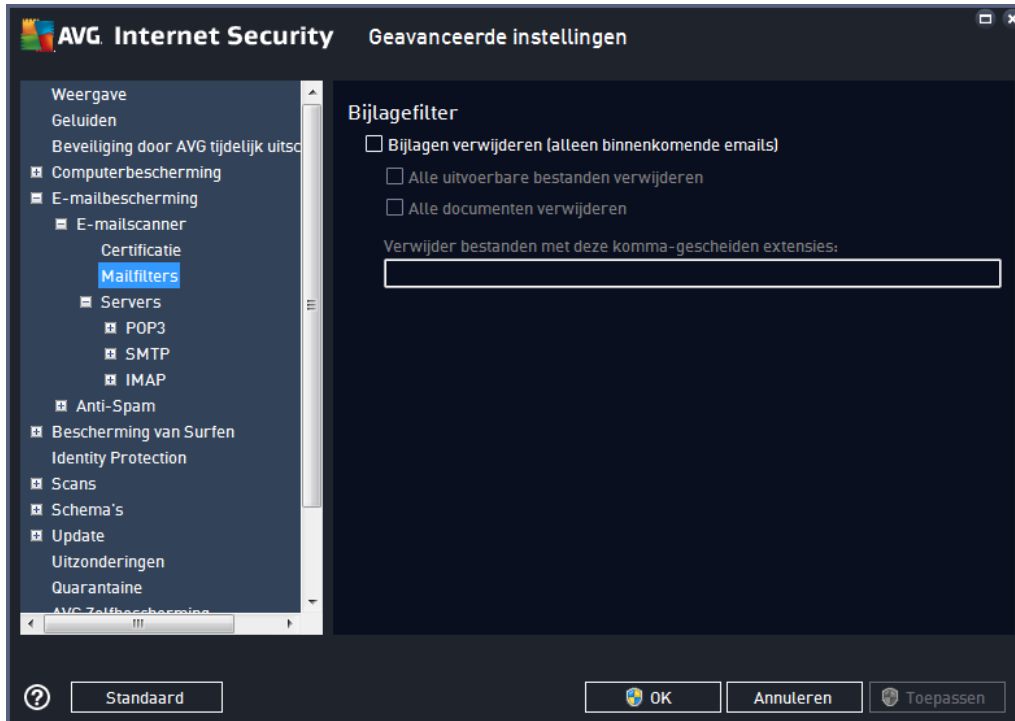 AVG Internet Security Geavanceerde instellingen
Weergave
Geluiden
Beveiliging door AVG tijdelijk uitsc
Computerbescherming
E-mailbescherming
E-mailscanner
Certificatie
Mailfilters
Servers
POP3
SMTP
IMAP
Anti-Spam
Bescherming van Surfen
Identity Protection
Scans
Schema's
Update
Uitzonderingen
Quarantaine
AVG Zelfbescherming
Bijlagefilter
Bijlagen verwijderen (alleen binnenkomende emails)
Alle uitvoerbare bestanden verwijderen
Alle documenten verwijderen
Verwijder bestanden met deze komma-gescheiden extensies:
? Standaard OK Annuleren Toepassen